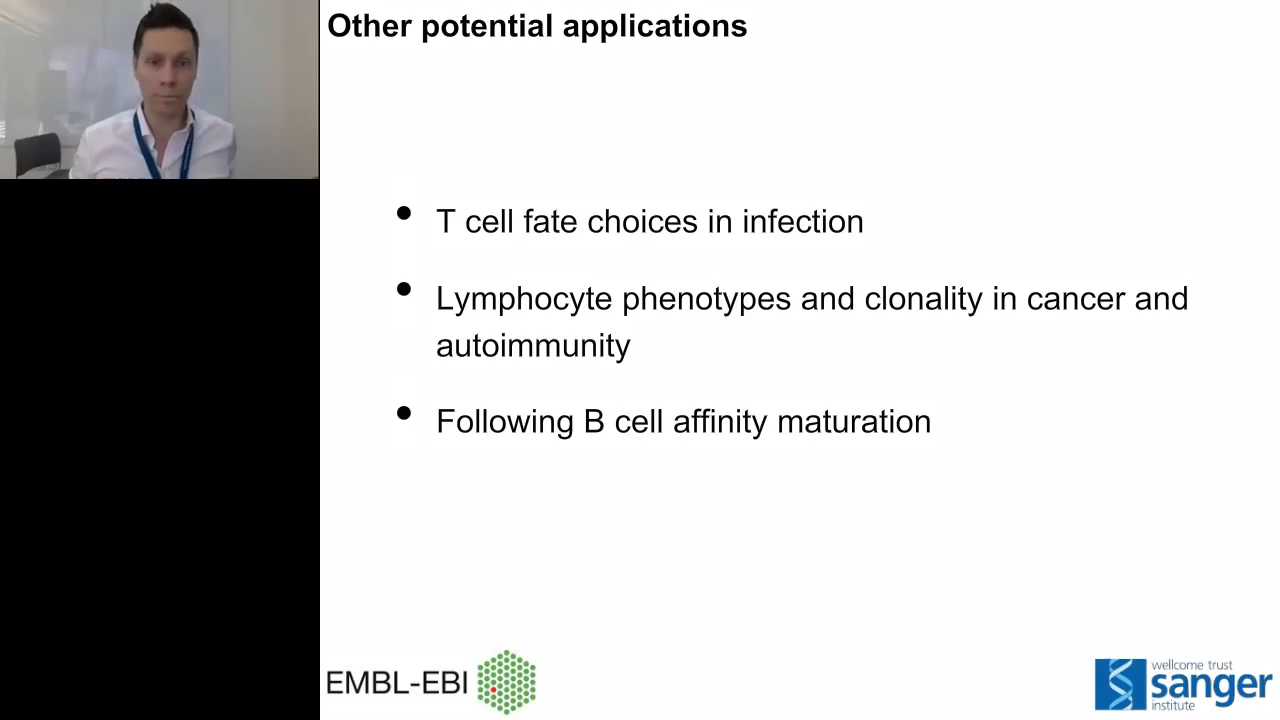 Other potential applications
• T cell fate choices in infection
• Lymphocyte phenotypes and clonality in cancer and
autoimmunity
• Following B cell affinity maturation
EMBL-EBI
wellcome trust
sanger
institute